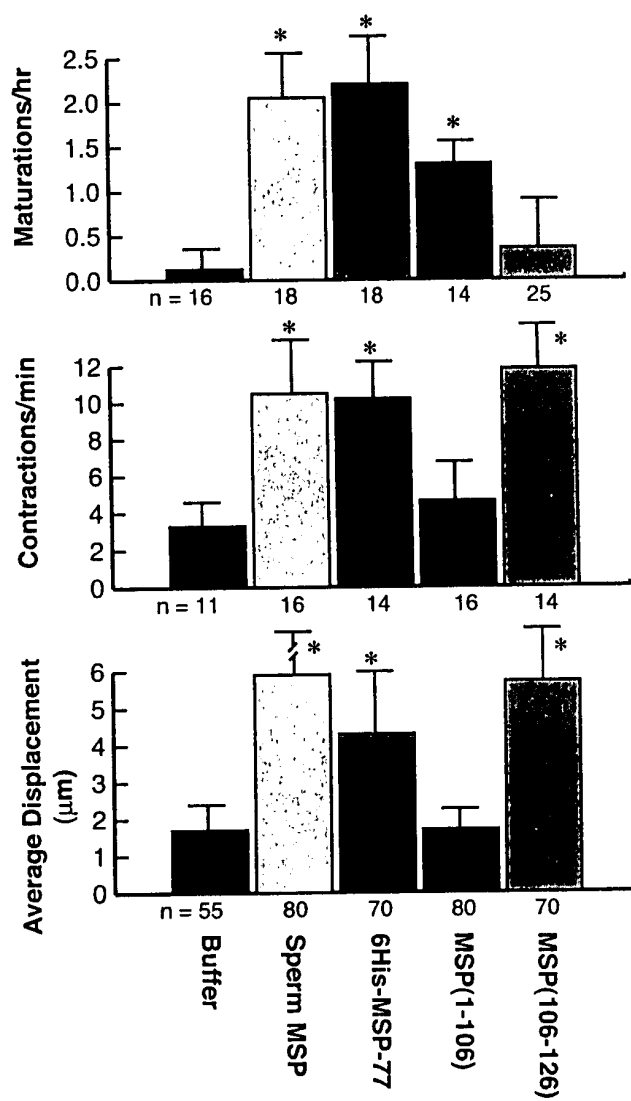 Maturations/hr
2.5
2.0
1.5
1.0
0.5
0.0
*
*
*
n = 16 18 18 14 25
Contractions/min
12
10
8
6
4
2
0
*
*
*
n = 11 16 14 16 14
Average Displacement
(μm)
6
5
4
3
2
1
0
*
*
*
n = 55 80 70 80 70
Buffer
Sperm MSP
6His-MSP-77
MSP(1-106)
MSP(106-126)